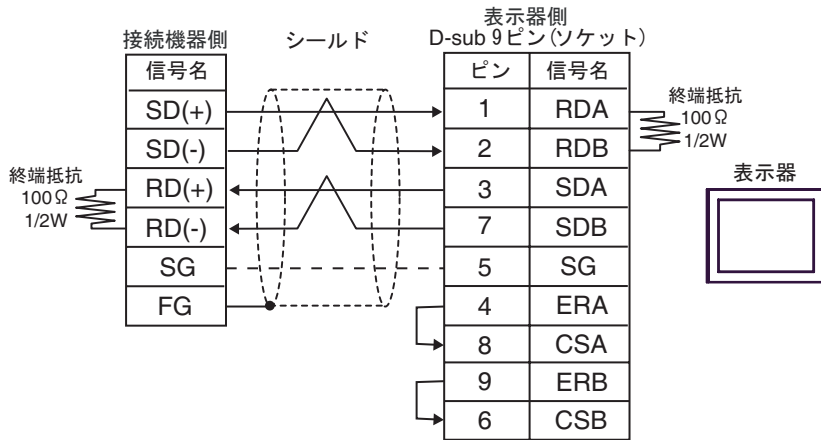 表示器側
接続機器側 シールド D-sub 9ピン(ソケット)
信号名 ピン 信号名
SD(+) 1 RDA
SD(-) 2 RDB
RD(+) 3 SDA
RD(-) 7 SDB
SG 5 SG
FG 4 ERA
8 CSA
9 ERB
6 CSB
終端抵抗
100Ω
1/2W
終端抵抗
100Ω
1/2W
表示器